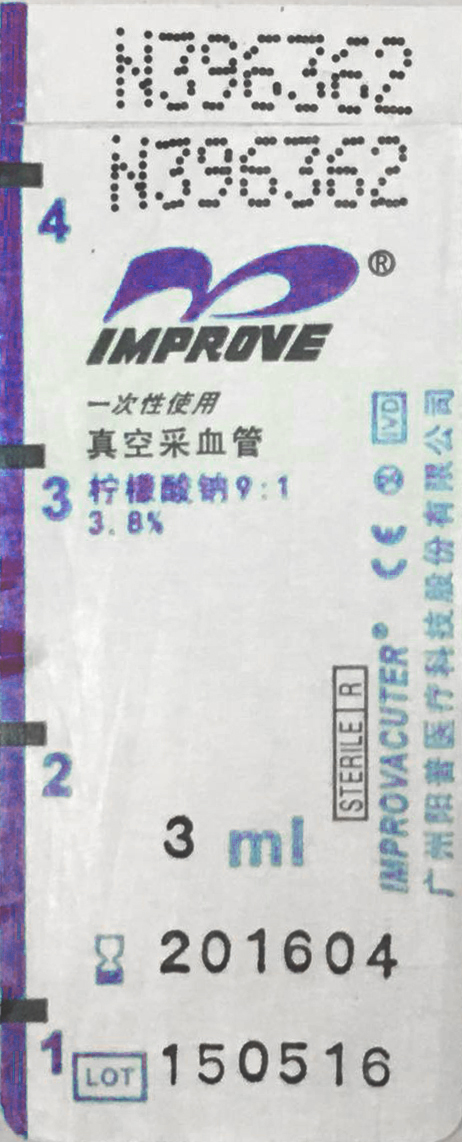 N396362
N396362
4
®
IMPROVE
一次性使用
真空采血管
3
柠檬酸钠9:1
3.8%
2
3 ml
201604
1
LOT 150516
STERILE R
IMPROVACUTER® CE IVD
广州阳普医疗科技股份有限公司